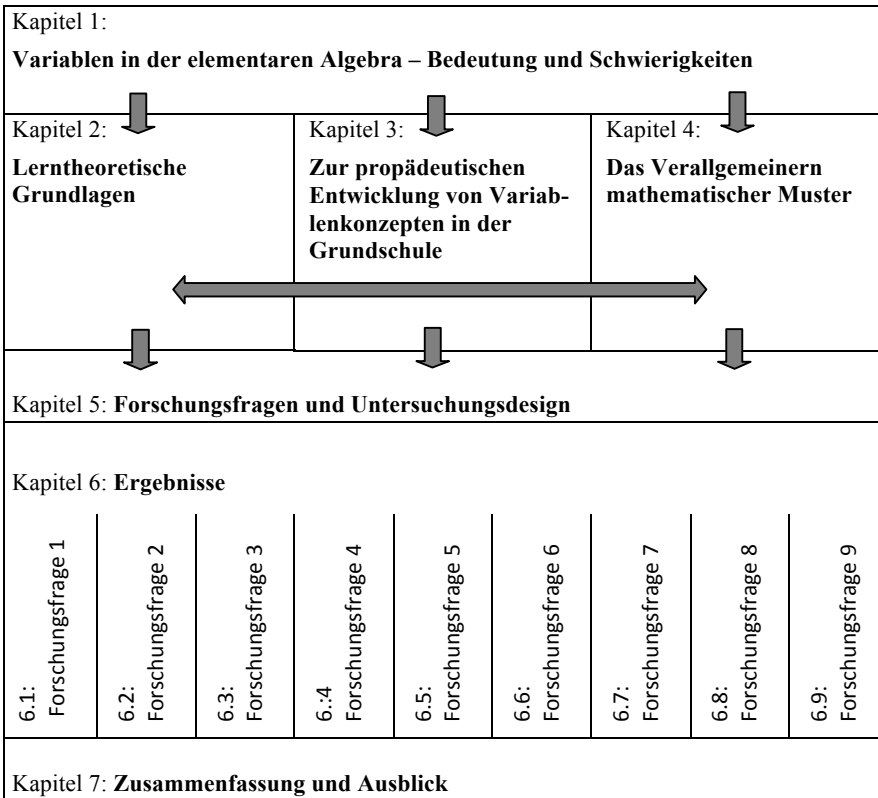 Kapitel 1:
Variablen in der elementaren Algebra – Bedeutung und Schwierigkeiten
Kapitel 2:
Lerntheoretische
Grundlagen
Kapitel 3:
Zur propädeutischen
Entwicklung von Variab-
lenkonzepten in der
Grundschule
Kapitel 4:
Das Verallgemeinern
mathematischer Muster
Kapitel 5: Forschungsfragen und Untersuchungsdesign
Kapitel 6: Ergebnisse
6.1:
Forschungsfrage 1
6.2:
Forschungsfrage 2
6.3:
Forschungsfrage 3
6.:4
Forschungsfrage 4
6.5:
Forschungsfrage 5
6.6:
Forschungsfrage 6
6.7:
Forschungsfrage 7
6.8:
Forschungsfrage 8
6.9:
Forschungsfrage 9
Kapitel 7: Zusammenfassung und Ausblick